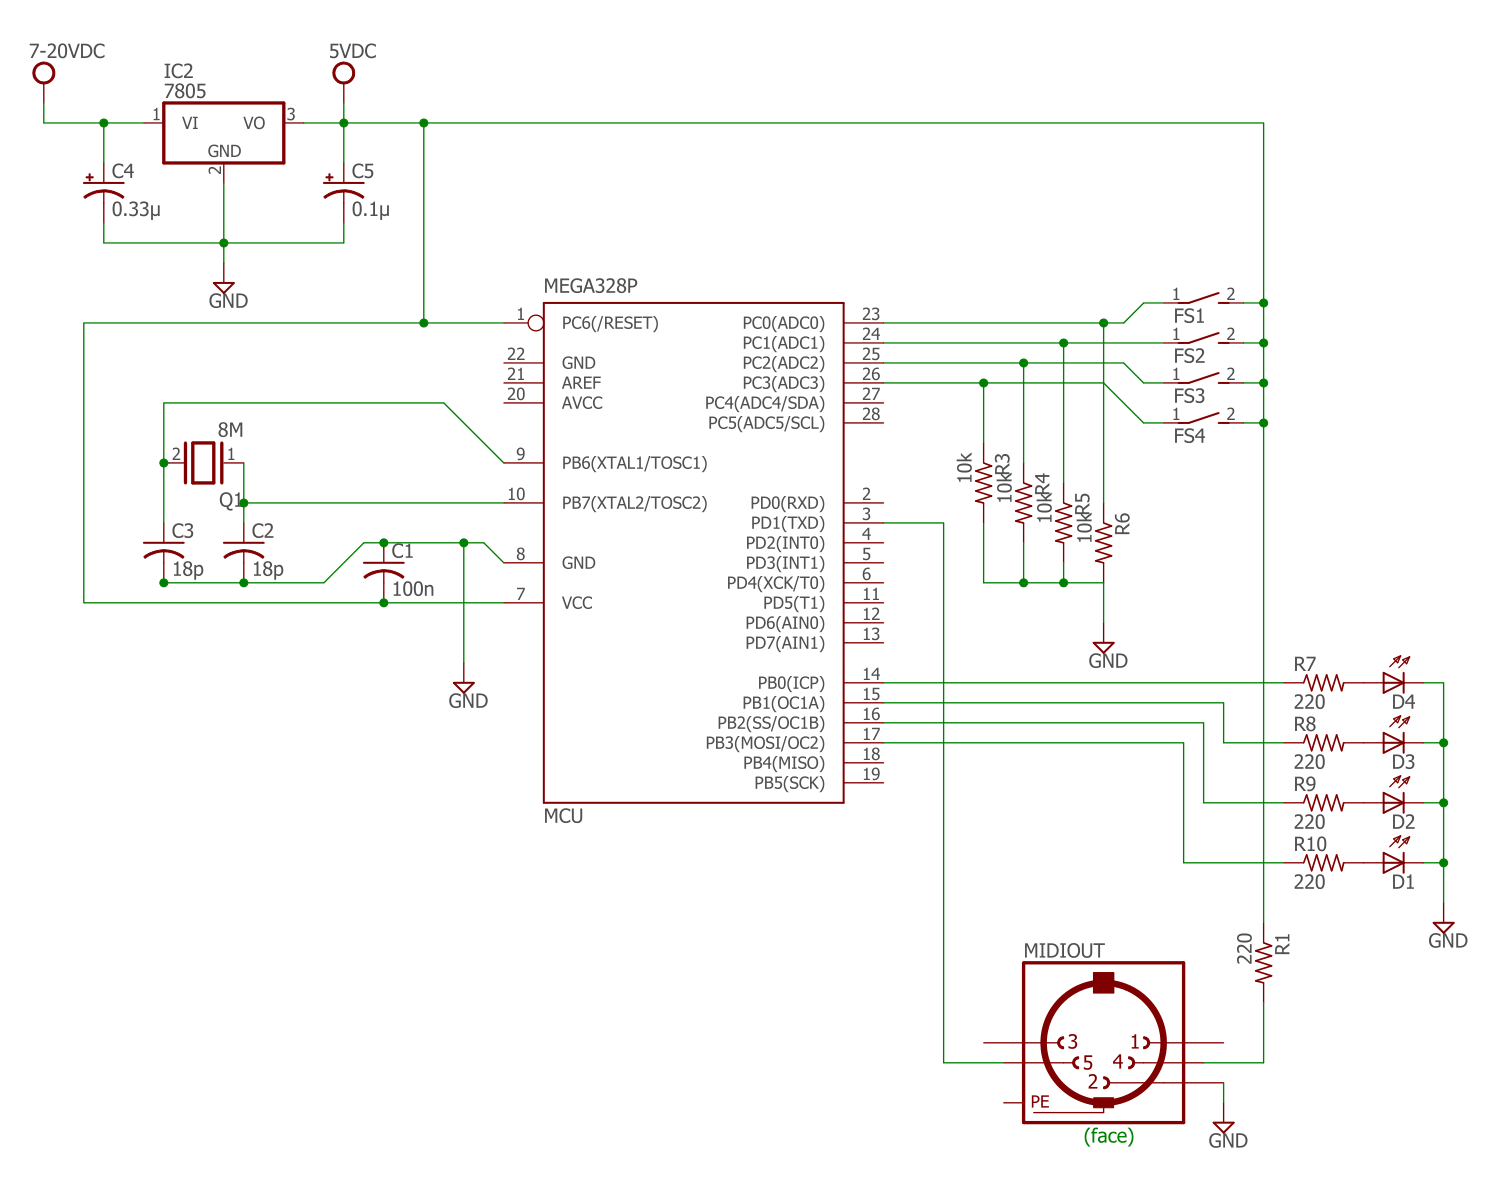 7-20VDC
5VDC
IC2
7805
1 VI VO 3
GND
2
+ C4
0.33µ
+ C5
0.1µ
GND
MEGA328P
1 PC6(/RESET)
22 GND
21 AREF
20 AVCC
9 PB6(XTAL1/TOSC1)
10 PB7(XTAL2/TOSC2)
8 GND
7 VCC
PC0(ADC0) 23
PC1(ADC1) 24
PC2(ADC2) 25
PC3(ADC3) 26
PC4(ADC4/SDA) 27
PC5(ADC5/SCL) 28
PD0(RXD) 2
PD1(TXD) 3
PD2(INT0) 4
PD3(INT1) 5
PD4(XCK/T0) 6
PD5(T1) 11
PD6(AIN0) 12
PD7(AIN1) 13
PB0(ICP) 14
PB1(OC1A) 15
PB2(SS/OC1B) 16
PB3(MOSI/OC2) 17
PB4(MISO) 18
PB5(SCK) 19
MCU
8M
2 1
Q1
C3
18p
C2
18p
C1
100n
GND
1 2
FS1
1 2
FS2
1 2
FS3
1 2
FS4
10k R3
10k R4
10k R5
10k R6
GND
R7
220
D4
R8
220
D3
R9
220
D2
R10
220
D1
GND
220 R1
MIDIOUT
3 1
5 4
2
PE
(face)
GND